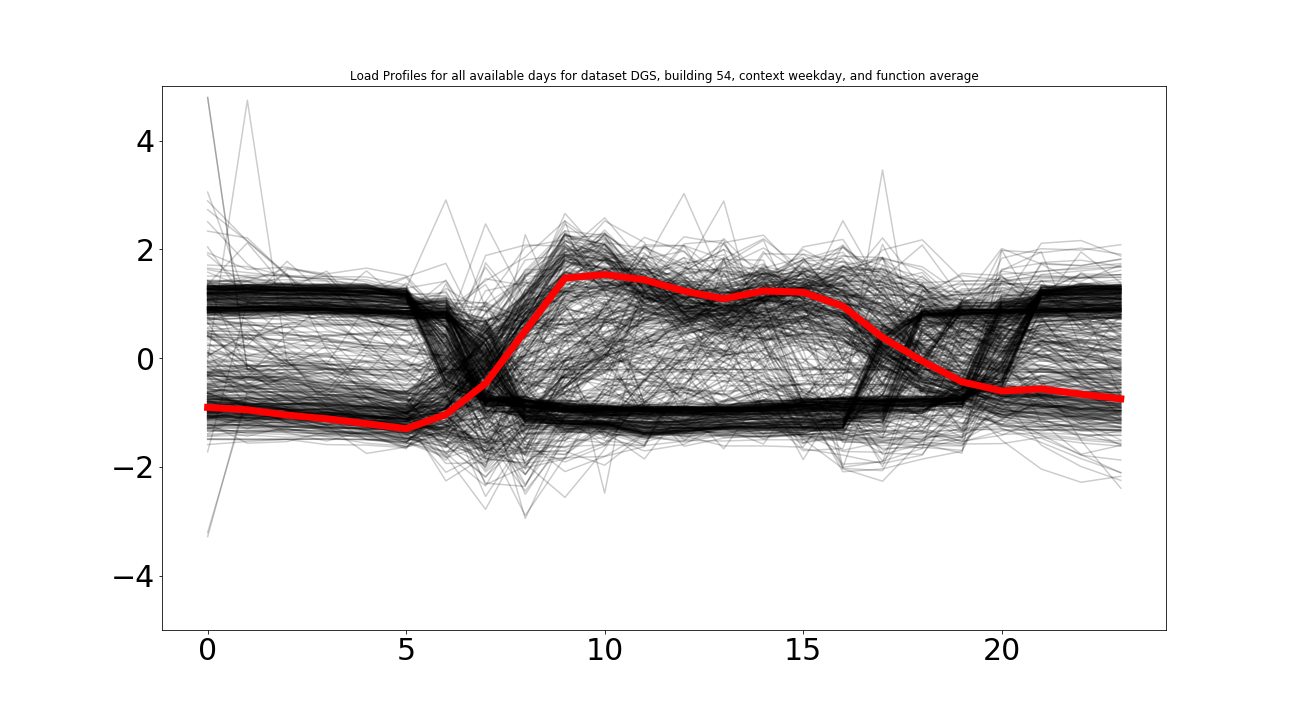 Load Profiles for all available days for dataset DGS, building 54, context weekday, and function average
4
2
0
−2
−4
0 5 10 15 20